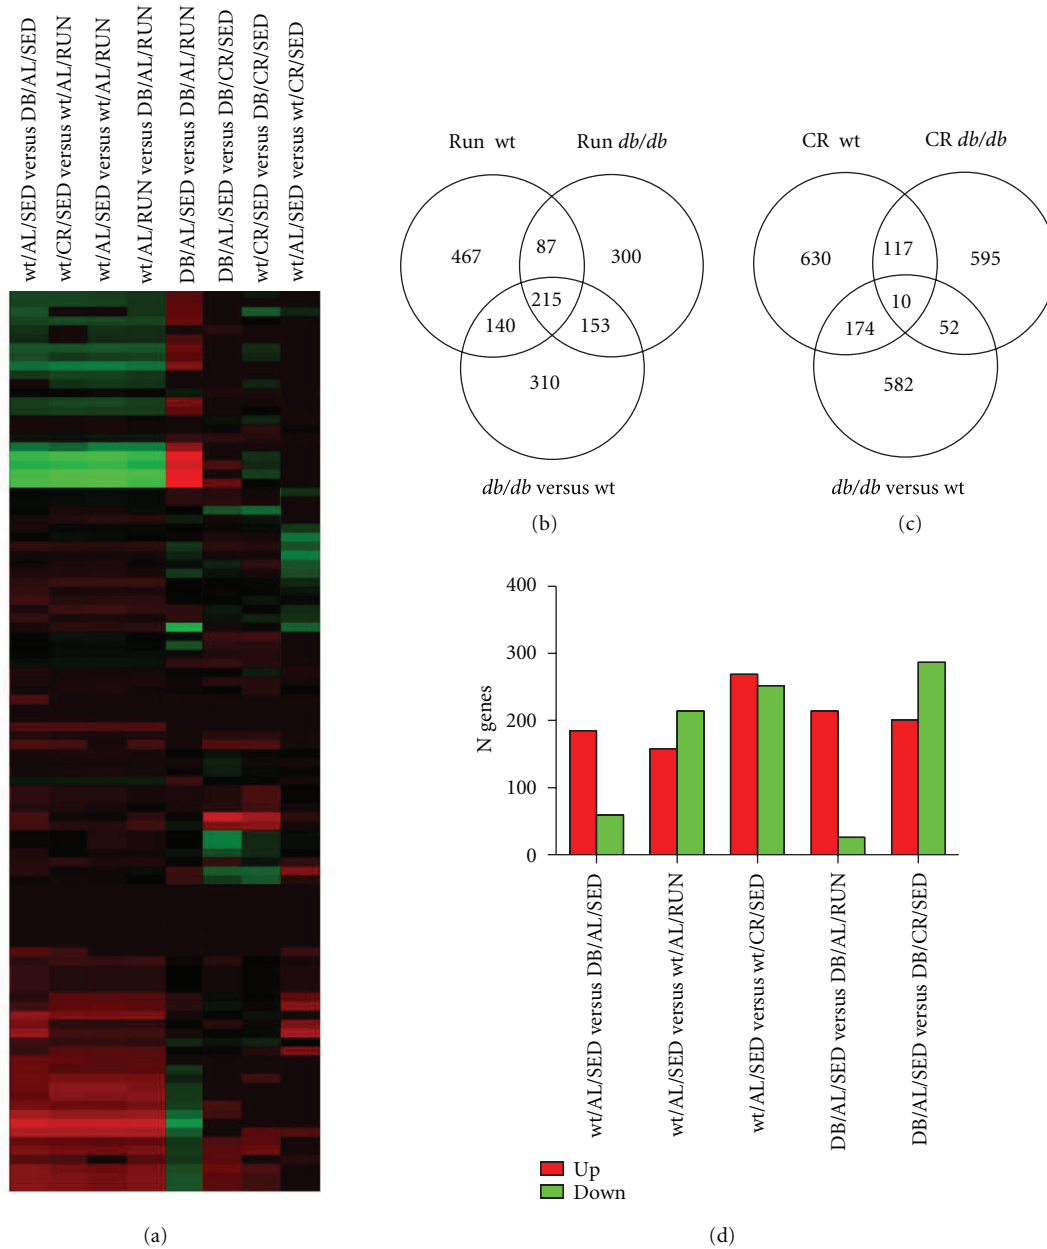 wt/AL/SED versus DB/AL/SED
wt/CR/SED versus wt/AL/RUN
wt/AL/SED versus wt/AL/RUN
wt/AL/RUN versus DB/AL/RUN
DB/AL/SED versus DB/AL/RUN
DB/AL/SED versus DB/CR/SED
wt/CR/SED versus DB/CR/SED
wt/AL/SED versus wt/CR/SED
(a)
Run wt
Run db/db
467
87
300
215
140
153
310
db/db versus wt
(b)
CR wt
CR db/db
630
117
595
10
174
52
582
db/db versus wt
(c)
400
300
200
100
0
N genes
wt/AL/SED versus DB/AL/SED
wt/AL/SED versus wt/AL/RUN
wt/AL/SED versus wt/CR/SED
DB/AL/SED versus DB/AL/RUN
DB/AL/SED versus DB/CR/SED
Up
Down
(d)